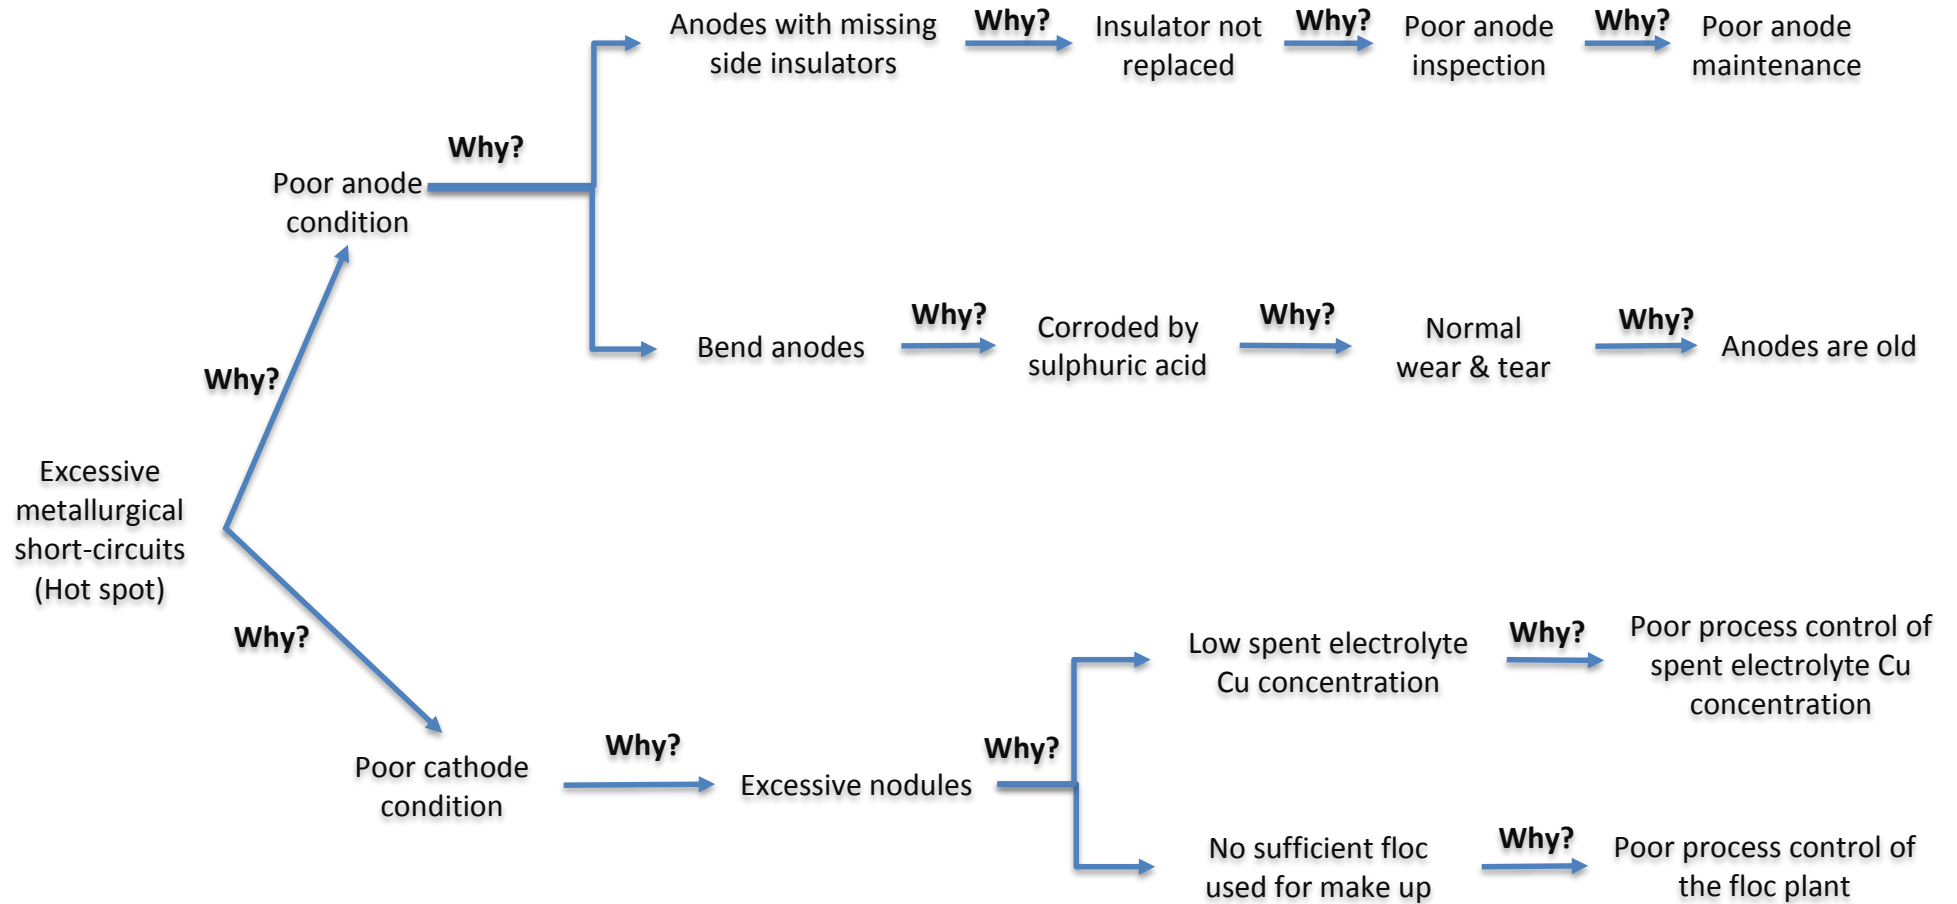 Anodes with missing
side insulators
Why?
Insulator not
replaced
Why?
Poor anode
inspection
Why?
Poor anode
maintenance
Why?
Poor anode
condition
Bend anodes
Why?
Corroded by
sulphuric acid
Why?
Normal
wear & tear
Why?
Anodes are old
Why?
Excessive
metallurgical
short-circuits
(Hot spot)
Why?
Poor cathode
condition
Why?
Excessive nodules
Why?
Low spent electrolyte
Cu concentration
Why?
Poor process control of
spent electrolyte Cu
concentration
No sufficient floc
used for make up
Why?
Poor process control of
the floc plant